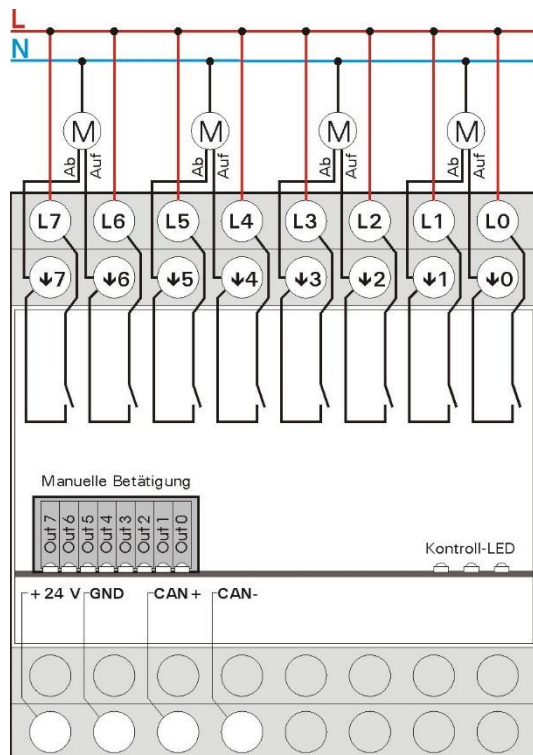 L
N
M M M M
Ab Auf Ab Auf Ab Auf Ab Auf
L7 L6 L5 L4 L3 L2 L1 L0
↓7 ↓6 ↓5 ↓4 ↓3 ↓2 ↓1 ↓0
Manuelle Betätigung
Out 7 Out 6 Out 5 Out 4 Out 3 Out 2 Out 1 Out 0
Kontroll-LED
+ 24 V GND CAN+ CAN-